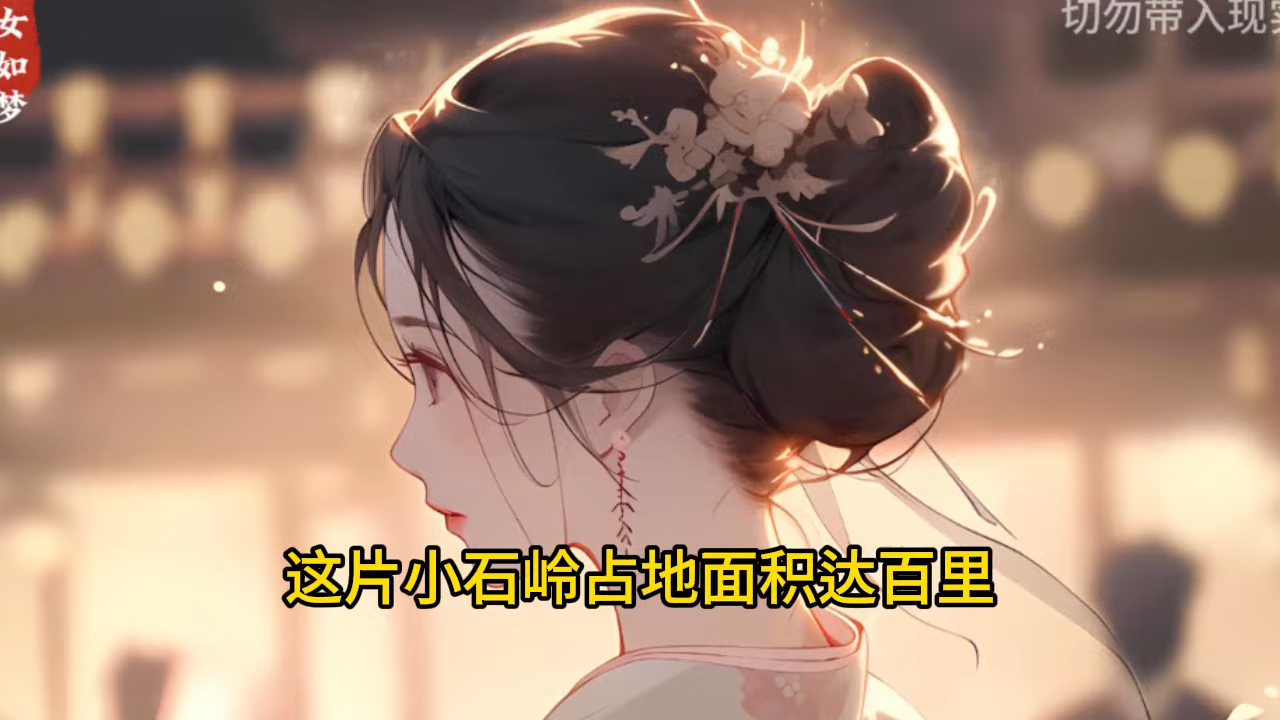 女如梦
切勿带入现实
这片小石岭占地面积达百里